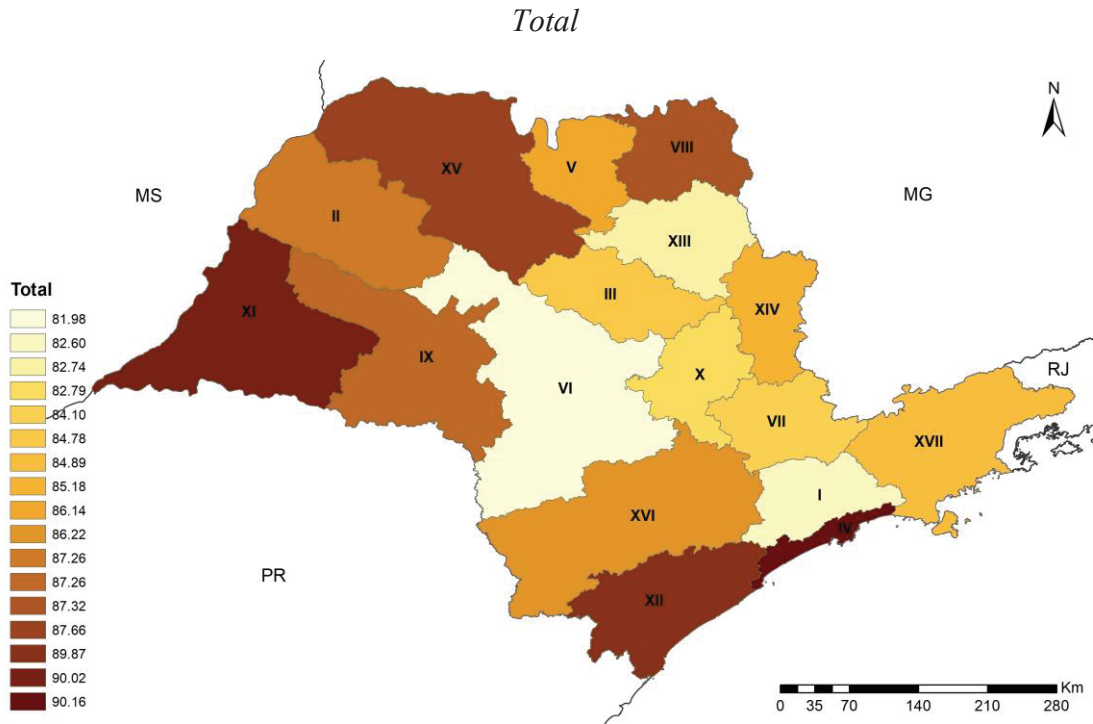 Total
N
VIII
V
XV
MS
MG
II
XIII
Total
III
XI
XIV
RJ
IX
X
VI
VII
XVII
I
IV
XVI
PR
XII
81.98
82.60
82.74
82.79
84.10
84.78
84.89
85.18
86.14
86.22
87.26
87.26
87.32
87.66
89.87
90.02
90.16
Km
0 35 70 140 210 280